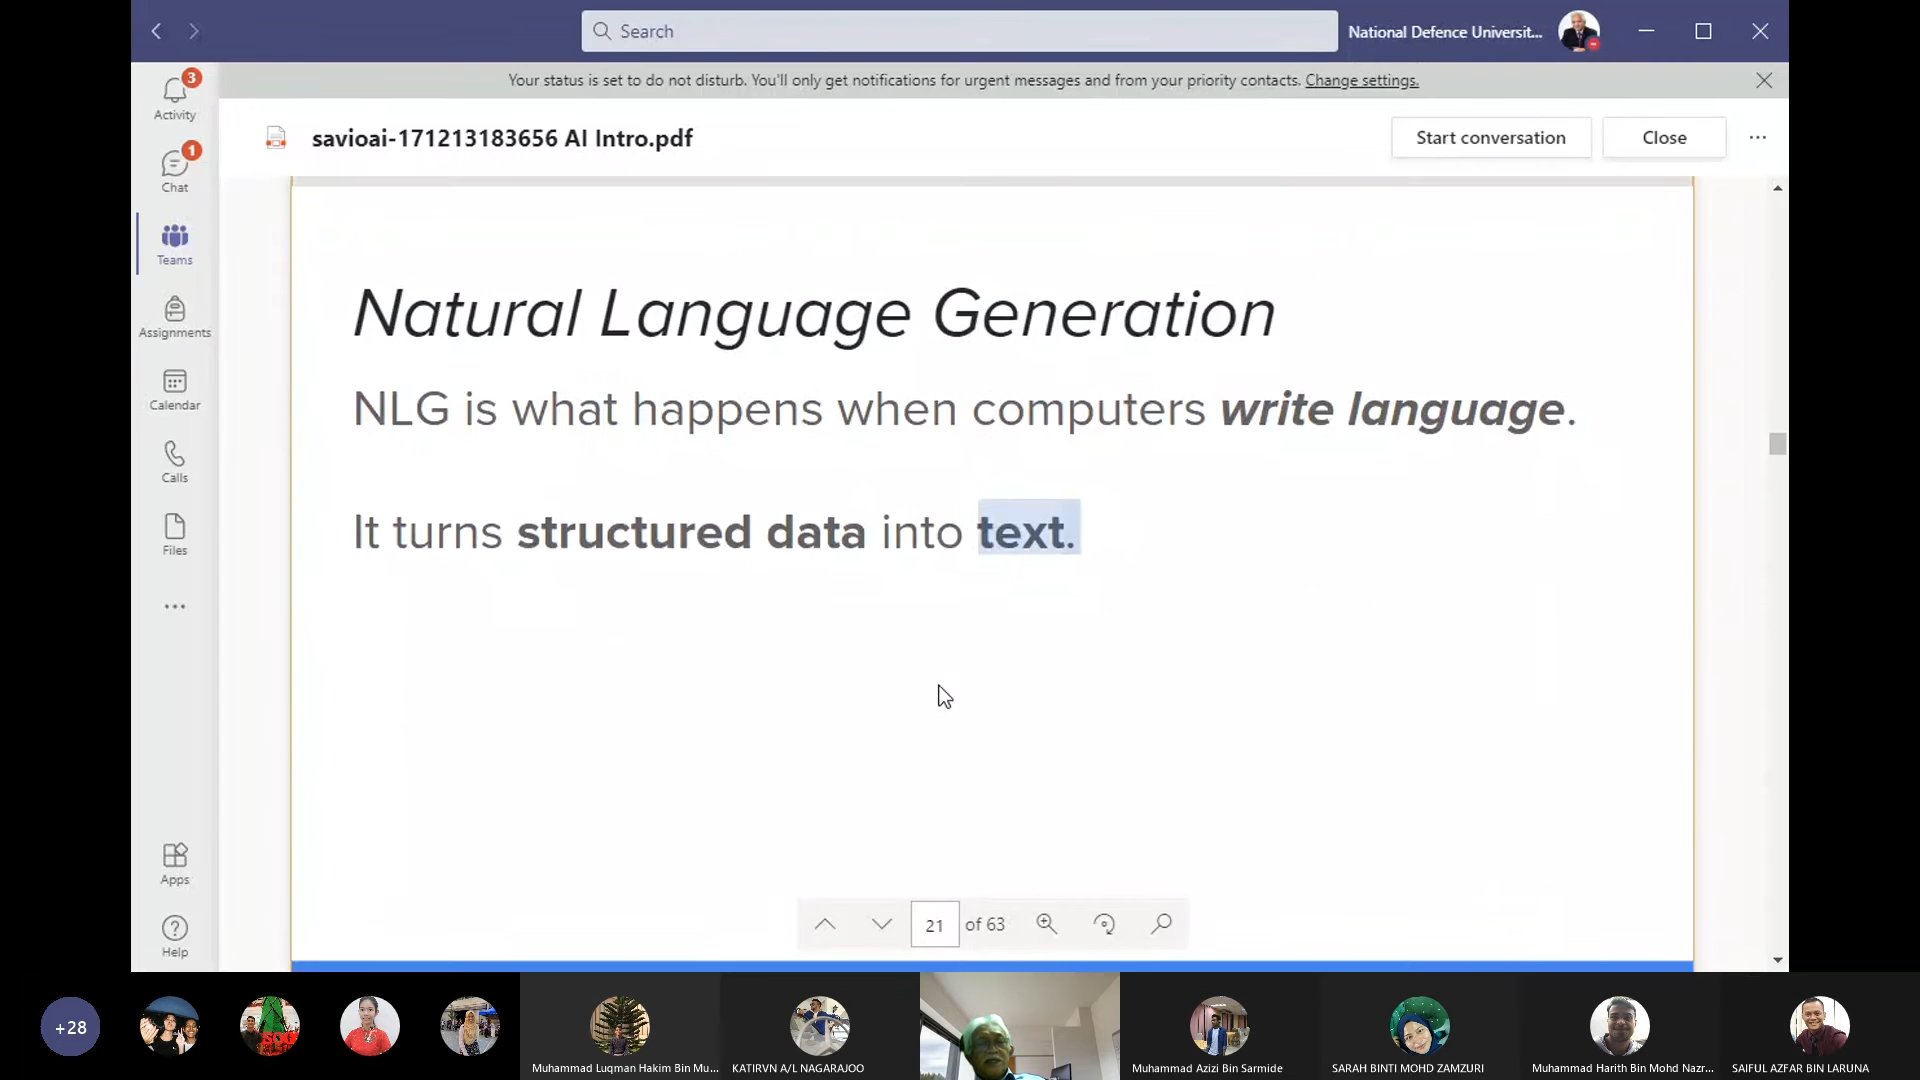 Search
National Defence Universit...
Your status is set to do not disturb. You'll only get notifications for urgent messages and from your priority contacts. Change settings.
3
Activity
1
Chat
Teams
Assignments
Calendar
Calls
Files
Apps
Help
savioai-171213183656 AI Intro.pdf
Start conversation
Close
Natural Language Generation
NLG is what happens when computers write language.
It turns structured data into text.
21 of 63
+28
Muhammad Luqman Hakim Bin Mu...
KATIRVN A/L NAGARAJOO
Muhammad Azizi Bin Sarmide
SARAH BINTI MOHD ZAMZURI
Muhammad Harith Bin Mohd Nazr...
SAIFUL AZFAR BIN LARUNA